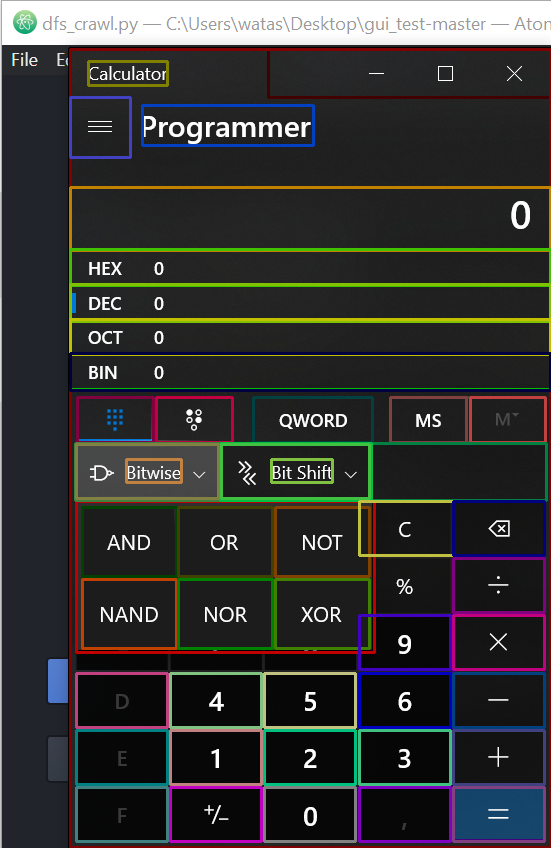 dfs_crawl.py — C:\Users\watas\Desktop\gui_test-master — Atom
File
Calculator
Programmer
0
HEX 0
DEC 0
OCT 0
BIN 0
QWORD MS M
Bitwise Bit Shift
AND OR NOT C
%  ÷
NAND NOR XOR
9 ×
D 4 5 6 −
E 1 2 3 +
F +/− 0 , =